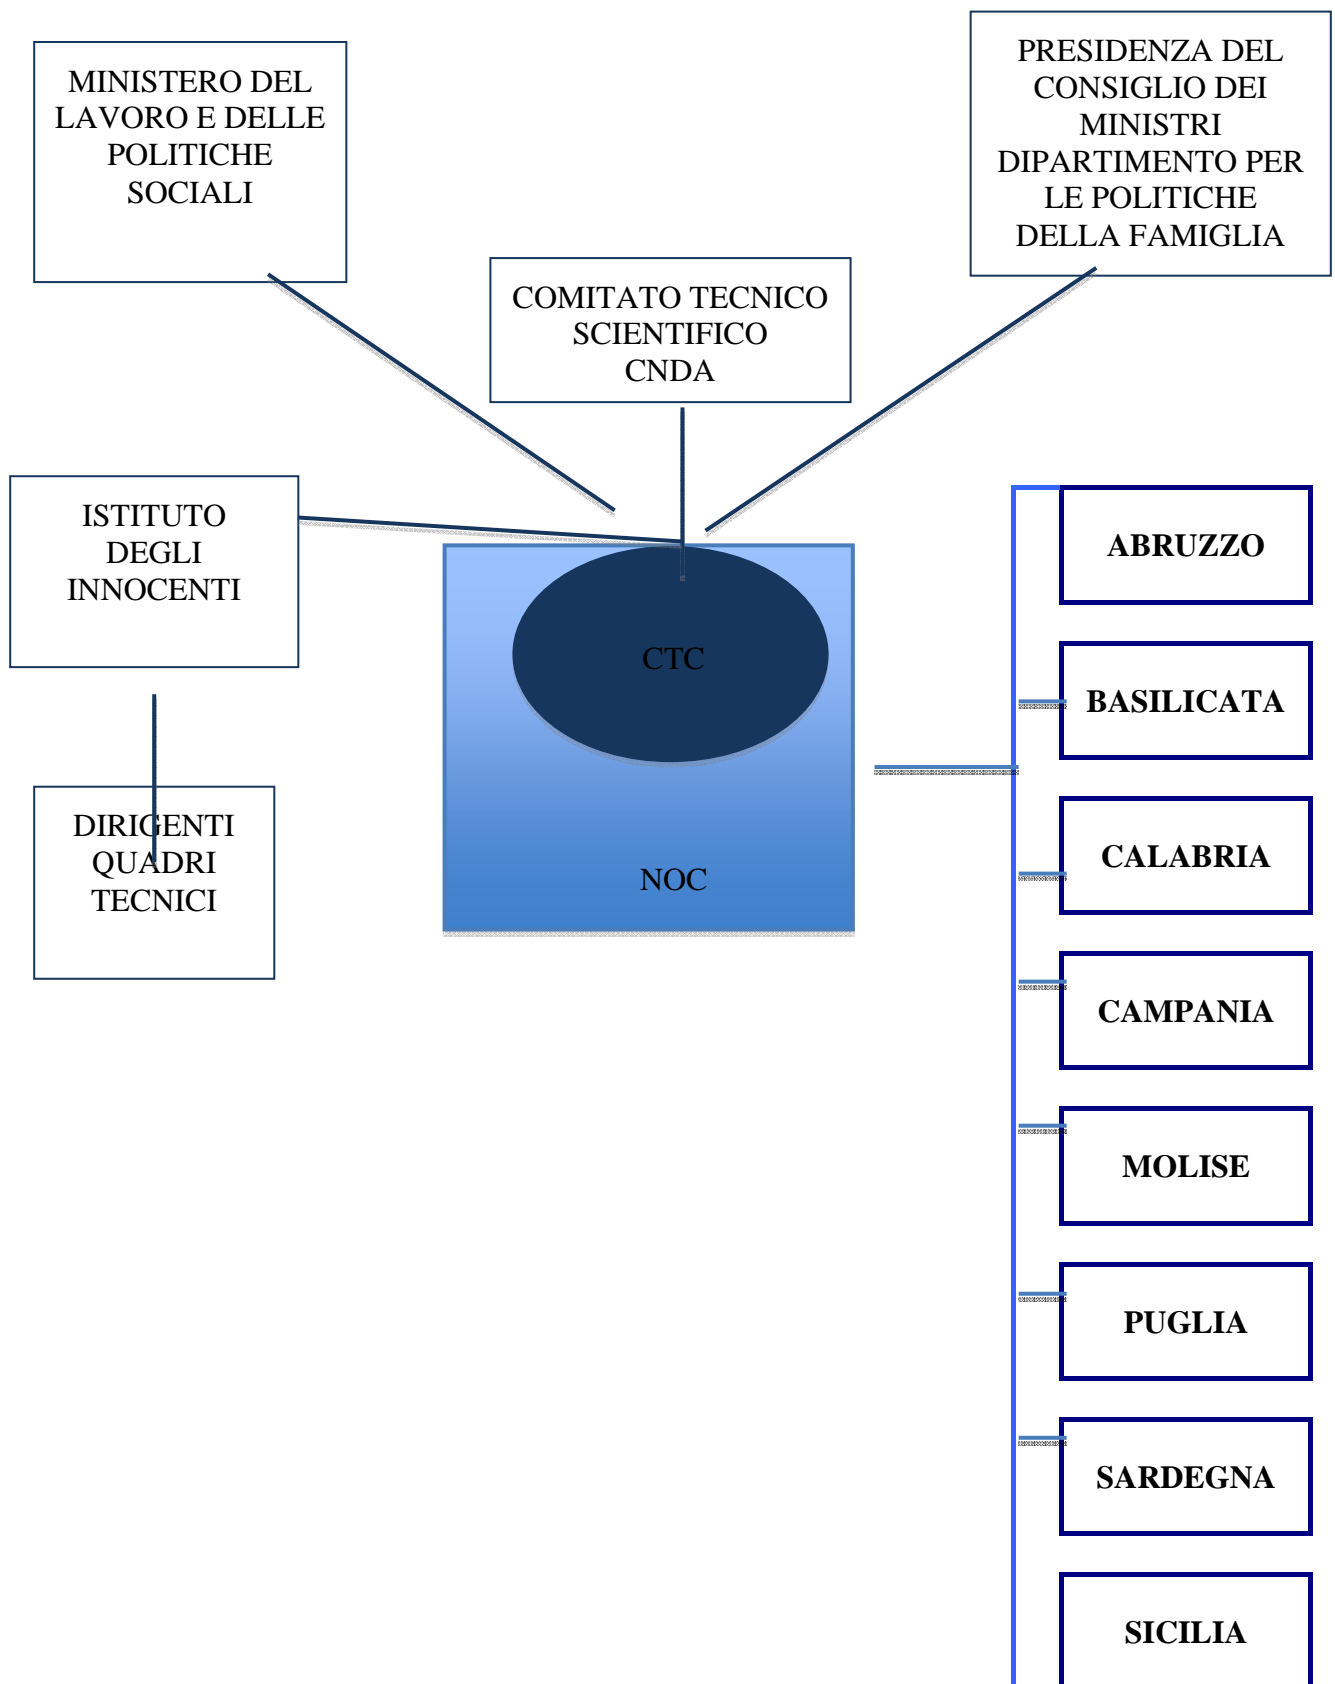 MINISTERO DEL
LAVORO E DELLE
POLITICHE
SOCIALI
PRESIDENZA DEL
CONSIGLIO DEI
MINISTRI
DIPARTIMENTO PER
LE POLITICHE
DELLA FAMIGLIA
COMITATO TECNICO
SCIENTIFICO
CNDA
ISTITUTO
DEGLI
INNOCENTI
DIRIGENTI
QUADRI
TECNICI
CTC
NOC
ABRUZZO
BASILICATA
CALABRIA
CAMPANIA
MOLISE
PUGLIA
SARDEGNA
SICILIA